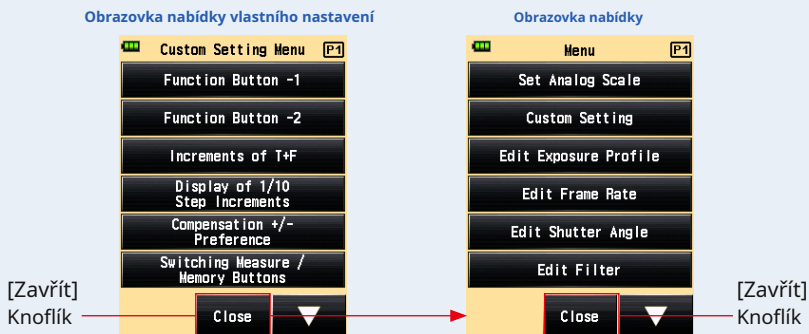 Obrazovka nabídky vlastního nastavení
Custom Setting Menu P1
Function Button -1
Function Button -2
Increments of T+F
Display of 1/10
Step Increments
Compensation +/-
Preference
Switching Measure /
Memory Buttons
Close
[Zavřít]
Knoflík
Obrazovka nabídky
Menu P1
Set Analog Scale
Custom Setting
Edit Exposure Profile
Edit Frame Rate
Edit Shutter Angle
Edit Filter
Close
[Zavřít]
Knoflík